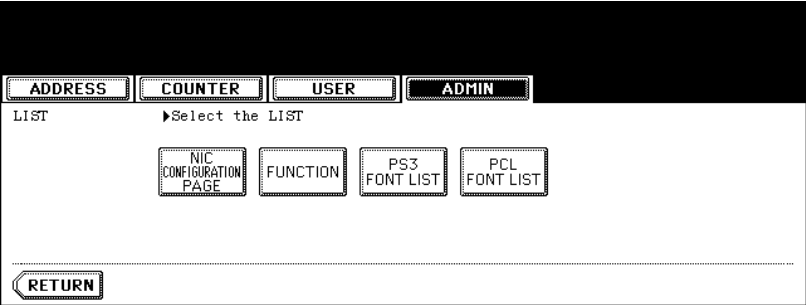 ADDRESS COUNTER USER ADMIN
LIST ▶Select the LIST
NIC CONFIGURATION PAGE
FUNCTION
PS3 FONT LIST
PCL FONT LIST
RETURN